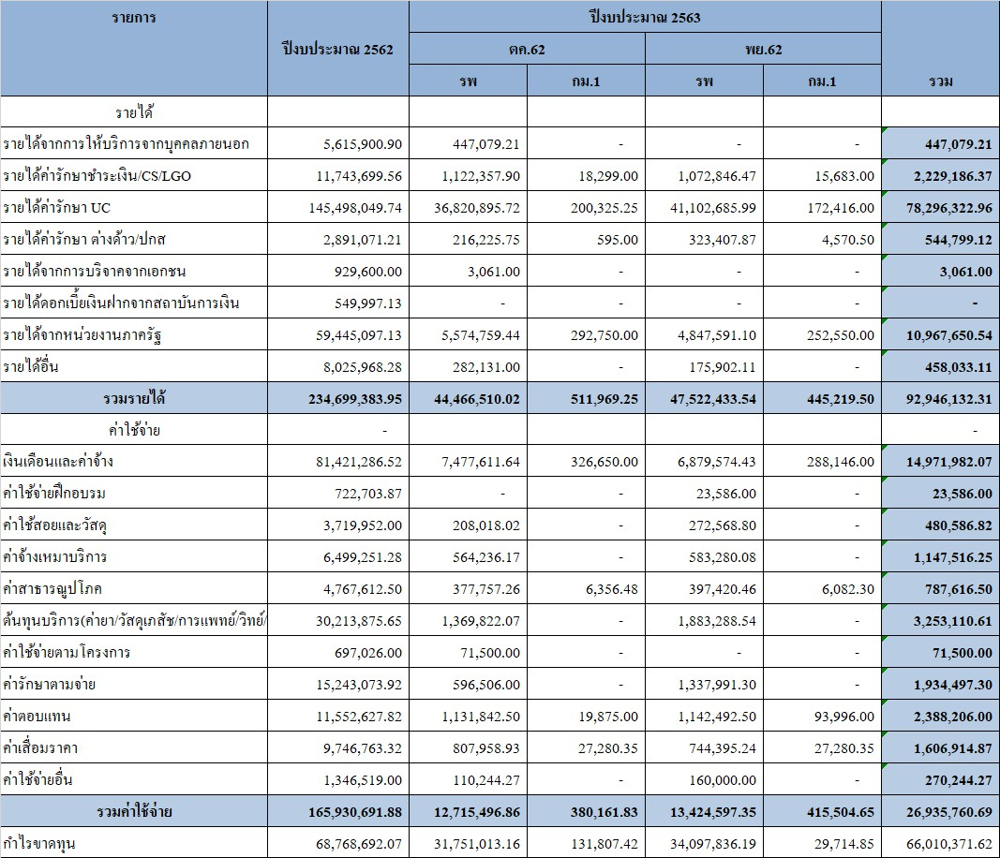 รายการ ปีงบประมาณ 2562 ปีงบประมาณ 2563 รวม
ตค.62 พย.62
รพ กม.1 รพ กม.1
รายได้
รายได้จากการให้บริการจากบุคคลภายนอก 5,615,900.90 447,079.21 - - - 447,079.21
รายได้ค่ารักษาชำระเงิน/CS/LGO 11,743,699.56 1,122,357.90 18,299.00 1,072,846.47 15,683.00 2,229,186.37
รายได้ค่ารักษา UC 145,498,049.74 36,820,895.72 200,325.25 41,102,685.99 172,416.00 78,296,322.96
รายได้ค่ารักษา ต่างด้าว/ปกส 2,891,071.21 216,225.75 595.00 323,407.87 4,570.50 544,799.12
รายได้จากการบริจาคจากเอกชน 929,600.00 3,061.00 - - - 3,061.00
รายได้ดอกเบี้ยเงินฝากจากสถาบันการเงิน 549,997.13 - - - - -
รายได้จากหน่วยงานภาครัฐ 59,445,097.13 5,574,759.44 292,750.00 4,847,591.10 252,550.00 10,967,650.54
รายได้อื่น 8,025,968.28 282,131.00 - 175,902.11 - 458,033.11
รวมรายได้ 234,699,383.95 44,466,510.02 511,969.25 47,522,433.54 445,219.50 92,946,132.31
ค่าใช้จ่าย - -
เงินเดือนและค่าจ้าง 81,421,286.52 7,477,611.64 326,650.00 6,879,574.43 288,146.00 14,971,982.07
ค่าใช้จ่ายฝึกอบรม 722,703.87 - - 23,586.00 - 23,586.00
ค่าใช้สอยและวัสดุ 3,719,952.00 208,018.02 - 272,568.80 - 480,586.82
ค่าจ้างเหมาบริการ 6,499,251.28 564,236.17 - 583,280.08 - 1,147,516.25
ค่าสาธารณูปโภค 4,767,612.50 377,757.26 6,356.48 397,420.46 6,082.30 787,616.50
ต้นทุนบริการ(ค่ายา/วัสดุเภสัช/การแพทย์/วิทย์/ 30,213,875.65 1,369,822.07 - 1,883,288.54 - 3,253,110.61
ค่าใช้จ่ายตามโครงการ 697,026.00 71,500.00 - - - 71,500.00
ค่ารักษาตามจ่าย 15,243,073.92 596,506.00 - 1,337,991.30 - 1,934,497.30
ค่าตอบแทน 11,552,627.82 1,131,842.50 19,875.00 1,142,492.50 93,996.00 2,388,206.00
ค่าเสื่อมราคา 9,746,763.32 807,958.93 27,280.35 744,395.24 27,280.35 1,606,914.87
ค่าใช้จ่ายอื่น 1,346,519.00 110,244.27 - 160,000.00 - 270,244.27
รวมค่าใช้จ่าย 165,930,691.88 12,715,496.86 380,161.83 13,424,597.35 415,504.65 26,935,760.69
กำไรขาดทุน 68,768,692.07 31,751,013.16 131,807.42 34,097,836.19 29,714.85 66,010,371.62